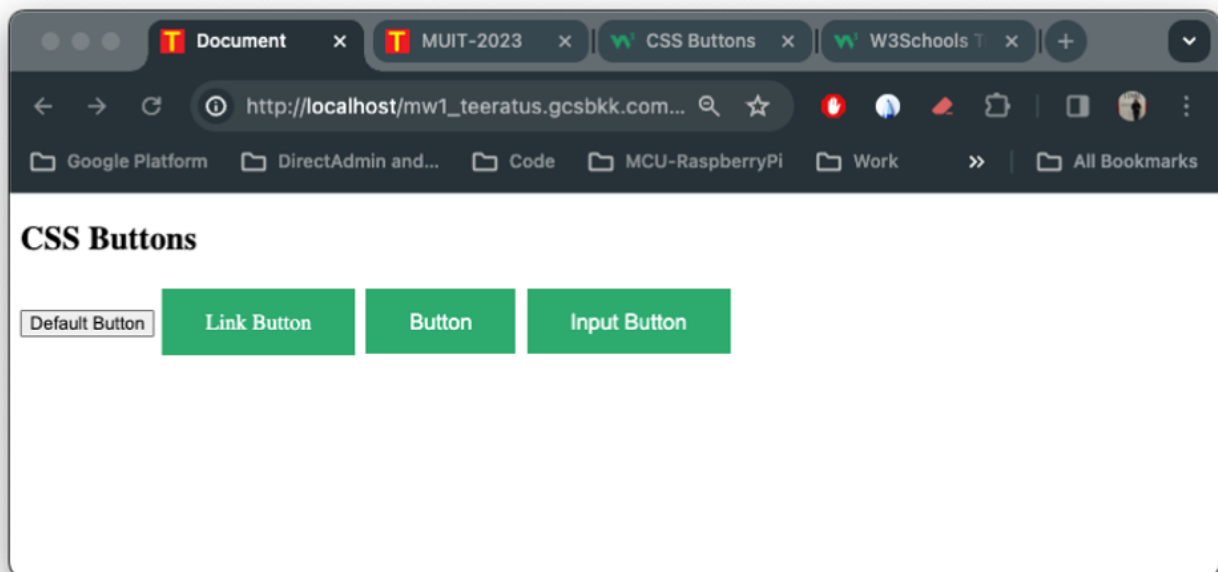 T Document T MUIT-2023 CSS Buttons W3Schools T
http://localhost/mw1_teeratus.gcsbkk.com...
Google Platform DirectAdmin and... Code MCU-RaspberryPi Work All Bookmarks
CSS Buttons
Default Button Link Button Button Input Button